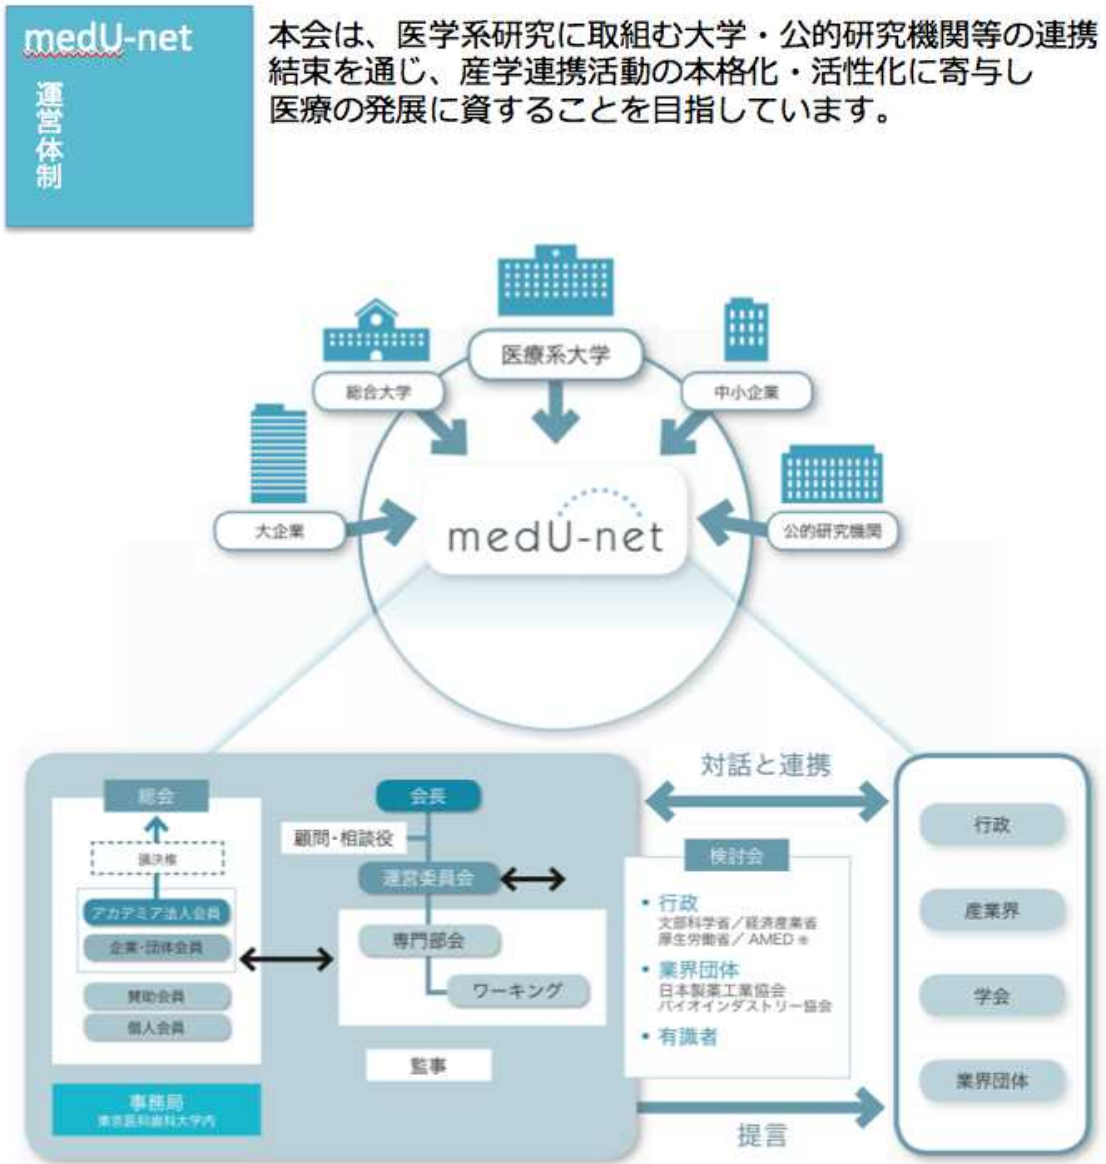 medU-net
運営体制
本会は、医学系研究に取組む大学・公的研究機関等の連携
結束を通じ、産学連携活動の本格化・活性化に寄与し
医療の発展に資することを目指しています。
医療系大学
総合大学
中小企業
大企業
公的研究機関
medU-net
対話と連携
総会
議決権
アカデミア法人会員
企業・団体会員
賛助会員
個人会員
事務局
東京医科歯科大学内
会長
顧問・相談役
運営委員会
専門部会
ワーキング
監事
検討会
・行政
文部科学省／経済産業省
厚生労働省／AMED 等
・業界団体
日本製薬工業協会
バイオインダストリー協会
・有識者
提言
行政
産業界
学会
業界団体